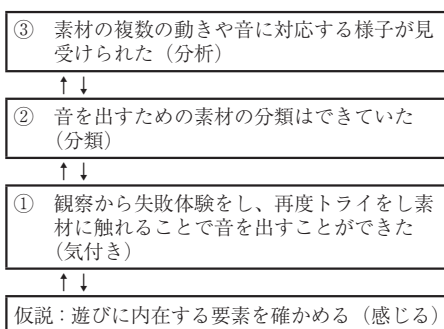 ③ 素材の複数の動きや音に対応する様子が見
受けられた（分析）
↑↓
② 音を出すための素材の分類はできていた
（分類）
↑↓
① 観察から失敗体験をし、再度トライをし素
材に触れることで音を出すことができた
（気付き）
↑↓
仮説：遊びに内在する要素を確かめる（感じる）